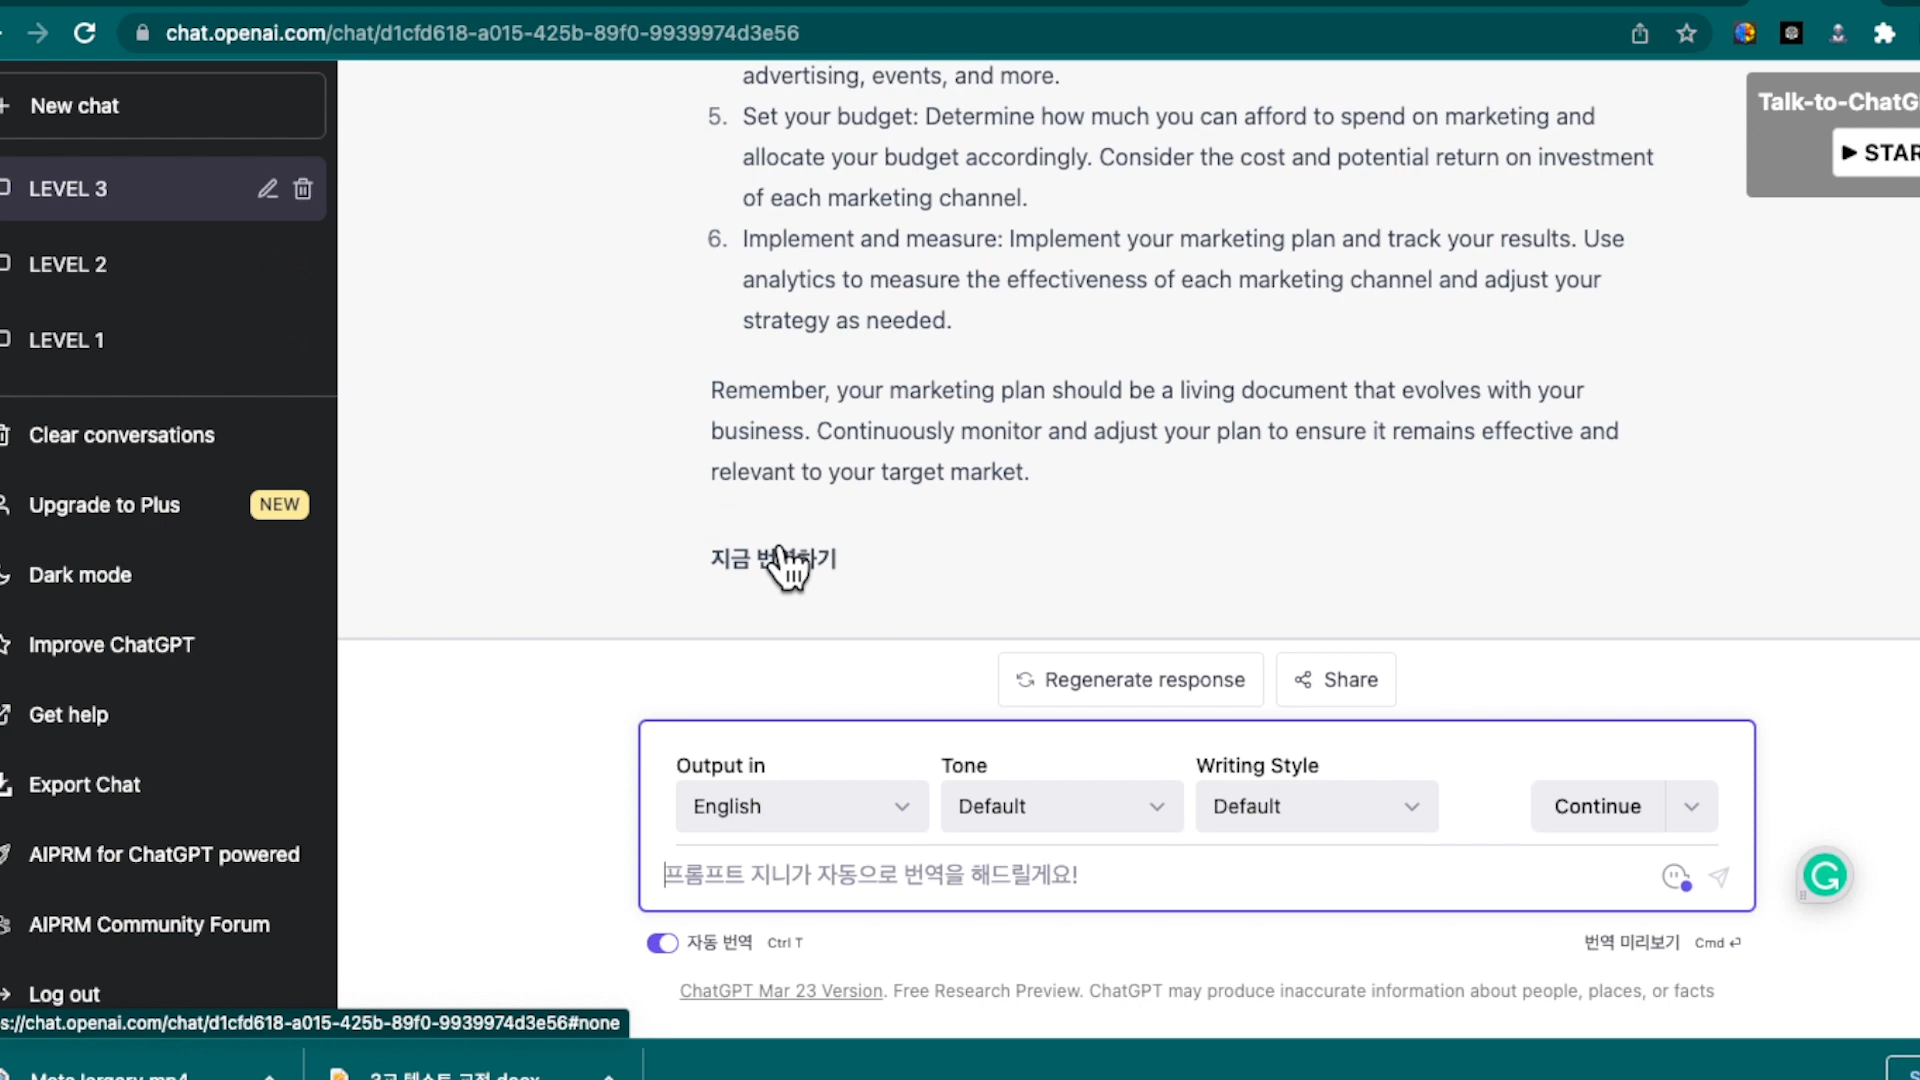 chat.openai.com/chat/d1cfd618-a015-425b-89f0-9939974d3e56
New chat
LEVEL 3
LEVEL 2
LEVEL 1
Clear conversations
Upgrade to Plus
NEW
Dark mode
Improve ChatGPT
Get help
Export Chat
AIPRM for ChatGPT powered
AIPRM Community Forum
Log out
s://chat.openai.com/chat/d1cfd618-a015-425b-89f0-9939974d3e56#none
advertising, events, and more.
5. Set your budget: Determine how much you can afford to spend on marketing and
allocate your budget accordingly. Consider the cost and potential return on investment
of each marketing channel.
6. Implement and measure: Implement your marketing plan and track your results. Use
analytics to measure the effectiveness of each marketing channel and adjust your
strategy as needed.
Remember, your marketing plan should be a living document that evolves with your
business. Continuously monitor and adjust your plan to ensure it remains effective and
relevant to your target market.
지금 번역하기
Talk-to-ChatG
STAR
Regenerate response
Share
Output in
Tone
Writing Style
English
Default
Default
Continue
프롬프트 지니가 자동으로 번역을 해드릴게요!
자동 번역 Ctrl T
번역 미리보기 Cmd ⏎
ChatGPT Mar 23 Version. Free Research Preview. ChatGPT may produce inaccurate information about people, places, or facts